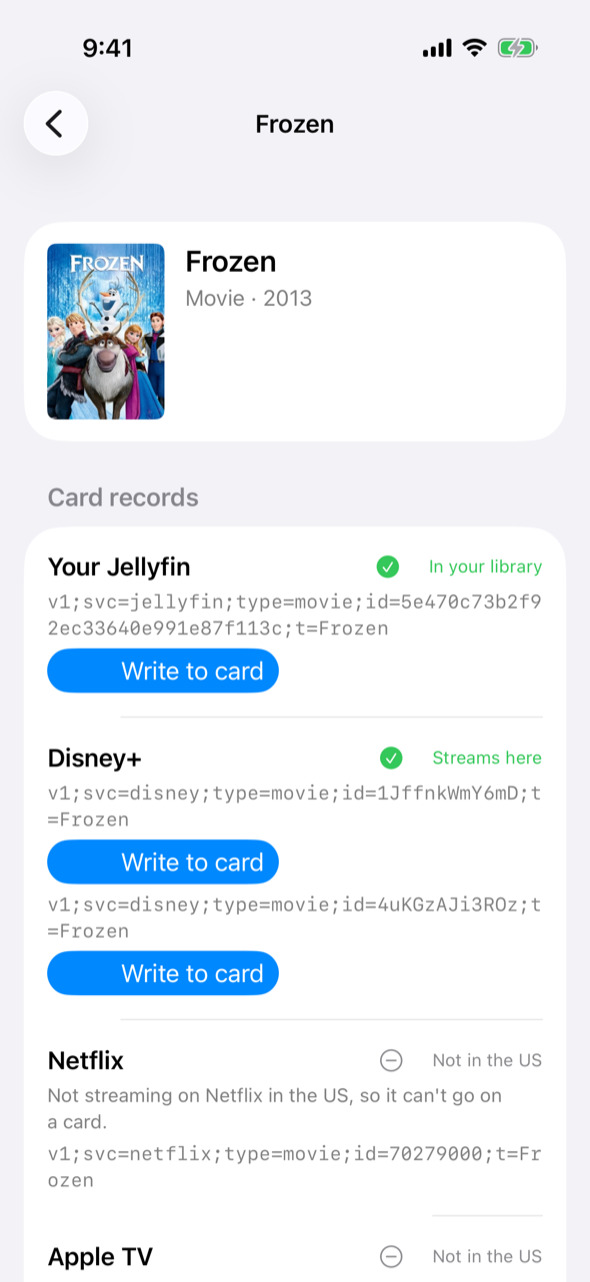 9:41
Frozen
FROZEN
Frozen
Movie · 2013
Card records
Your Jellyfin
In your library
v1;svc=jellyfin;type=movie;id=5e470c73b2f9
2ec33640e991e87f113c;t=Frozen
Write to card
Disney+
Streams here
v1;svc=disney;type=movie;id=1JffnkWmY6mD;t
=Frozen
Write to card
v1;svc=disney;type=movie;id=4uKGzAJi3ROz;t
=Frozen
Write to card
Netflix
Not in the US
Not streaming on Netflix in the US, so it can't go on
a card.
v1;svc=netflix;type=movie;id=70279000;t=Fr
ozen
Apple TV
Not in the US